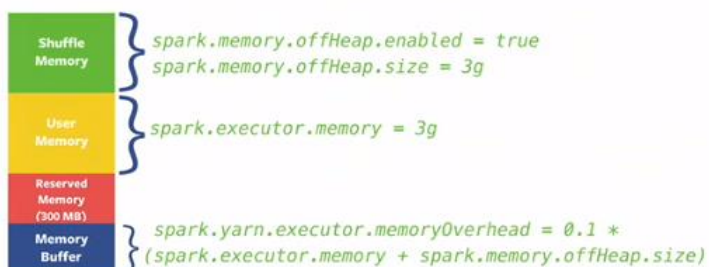 Shuffle
Memory
spark.memory.offHeap.enabled = true
spark.memory.offHeap.size = 3g
User
Memory
spark.executor.memory = 3g
Reserved
Memory
(300 MB)
Memory
Buffer
spark.yarn.executor.memoryOverhead = 0.1 *
(spark.executor.memory + spark.memory.offHeap.size)